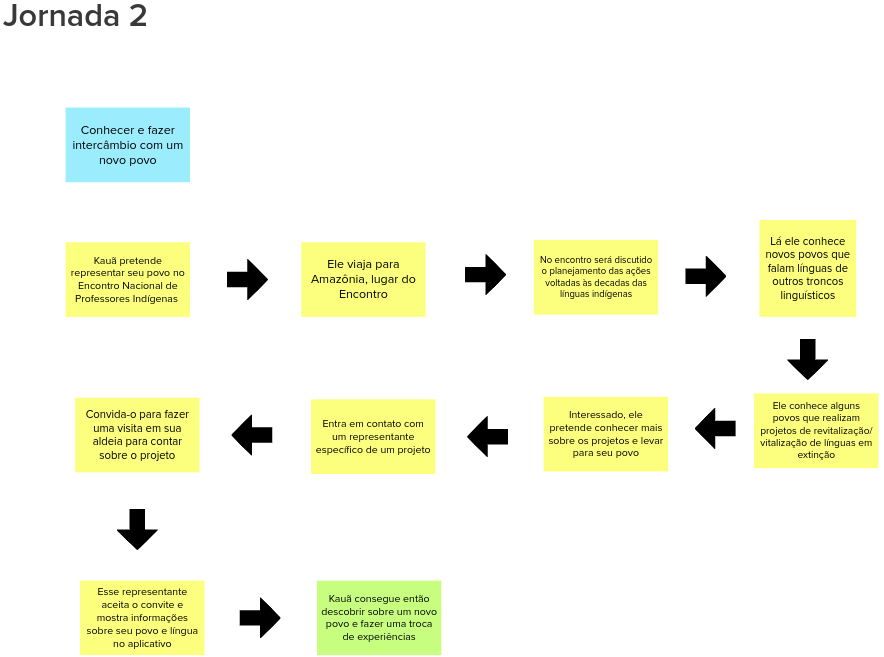 Jornada 2
Conhecer e fazer
intercâmbio com um
novo povo
Kauã pretende
representar seu povo no
Encontro Nacional de
Professores Indígenas
Ele viaja para
Amazônia, lugar do
Encontro
No encontro será discutido
o planejamento das ações
voltadas às decadas das
línguas indígenas
Lá ele conhece
novos povos que
falam línguas de
outros troncos
linguísticos
Ele conhece alguns
povos que realizam
projetos de revitalização/
vitalização de línguas em
extinção
Interessado, ele
pretende conhecer mais
sobre os projetos e levar
para seu povo
Entra em contato com
um representante
específico de um projeto
Convida-o para fazer
uma visita em sua
aldeia para contar
sobre o projeto
Esse representante
aceita o convite e
mostra informações
sobre seu povo e língua
no aplicativo
Kauã consegue então
descobrir sobre um novo
povo e fazer uma troca
de experiências